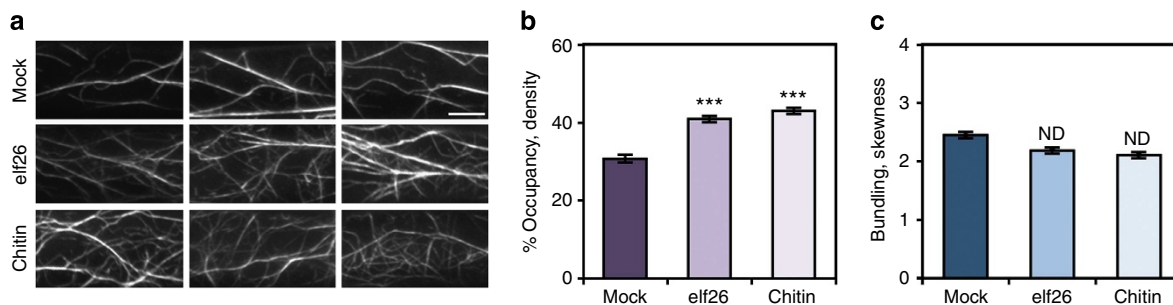 a
Mock
elf26
Chitin
b
% Occupancy, density
60
40
20
0
***
***
Mock
elf26
Chitin
c
Bundling, skewness
4
3
2
1
0
ND
ND
Mock
elf26
Chitin